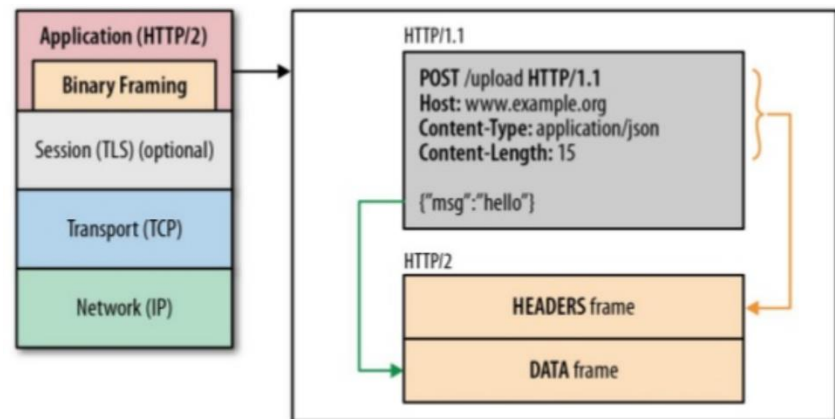 Application (HTTP/2)
Binary Framing
Session (TLS) (optional)
Transport (TCP)
Network (IP)
HTTP/1.1
POST /upload HTTP/1.1
Host: www.example.org
Content-Type: application/json
Content-Length: 15
{"msg":"hello"}
HTTP/2
HEADERS frame
DATA frame